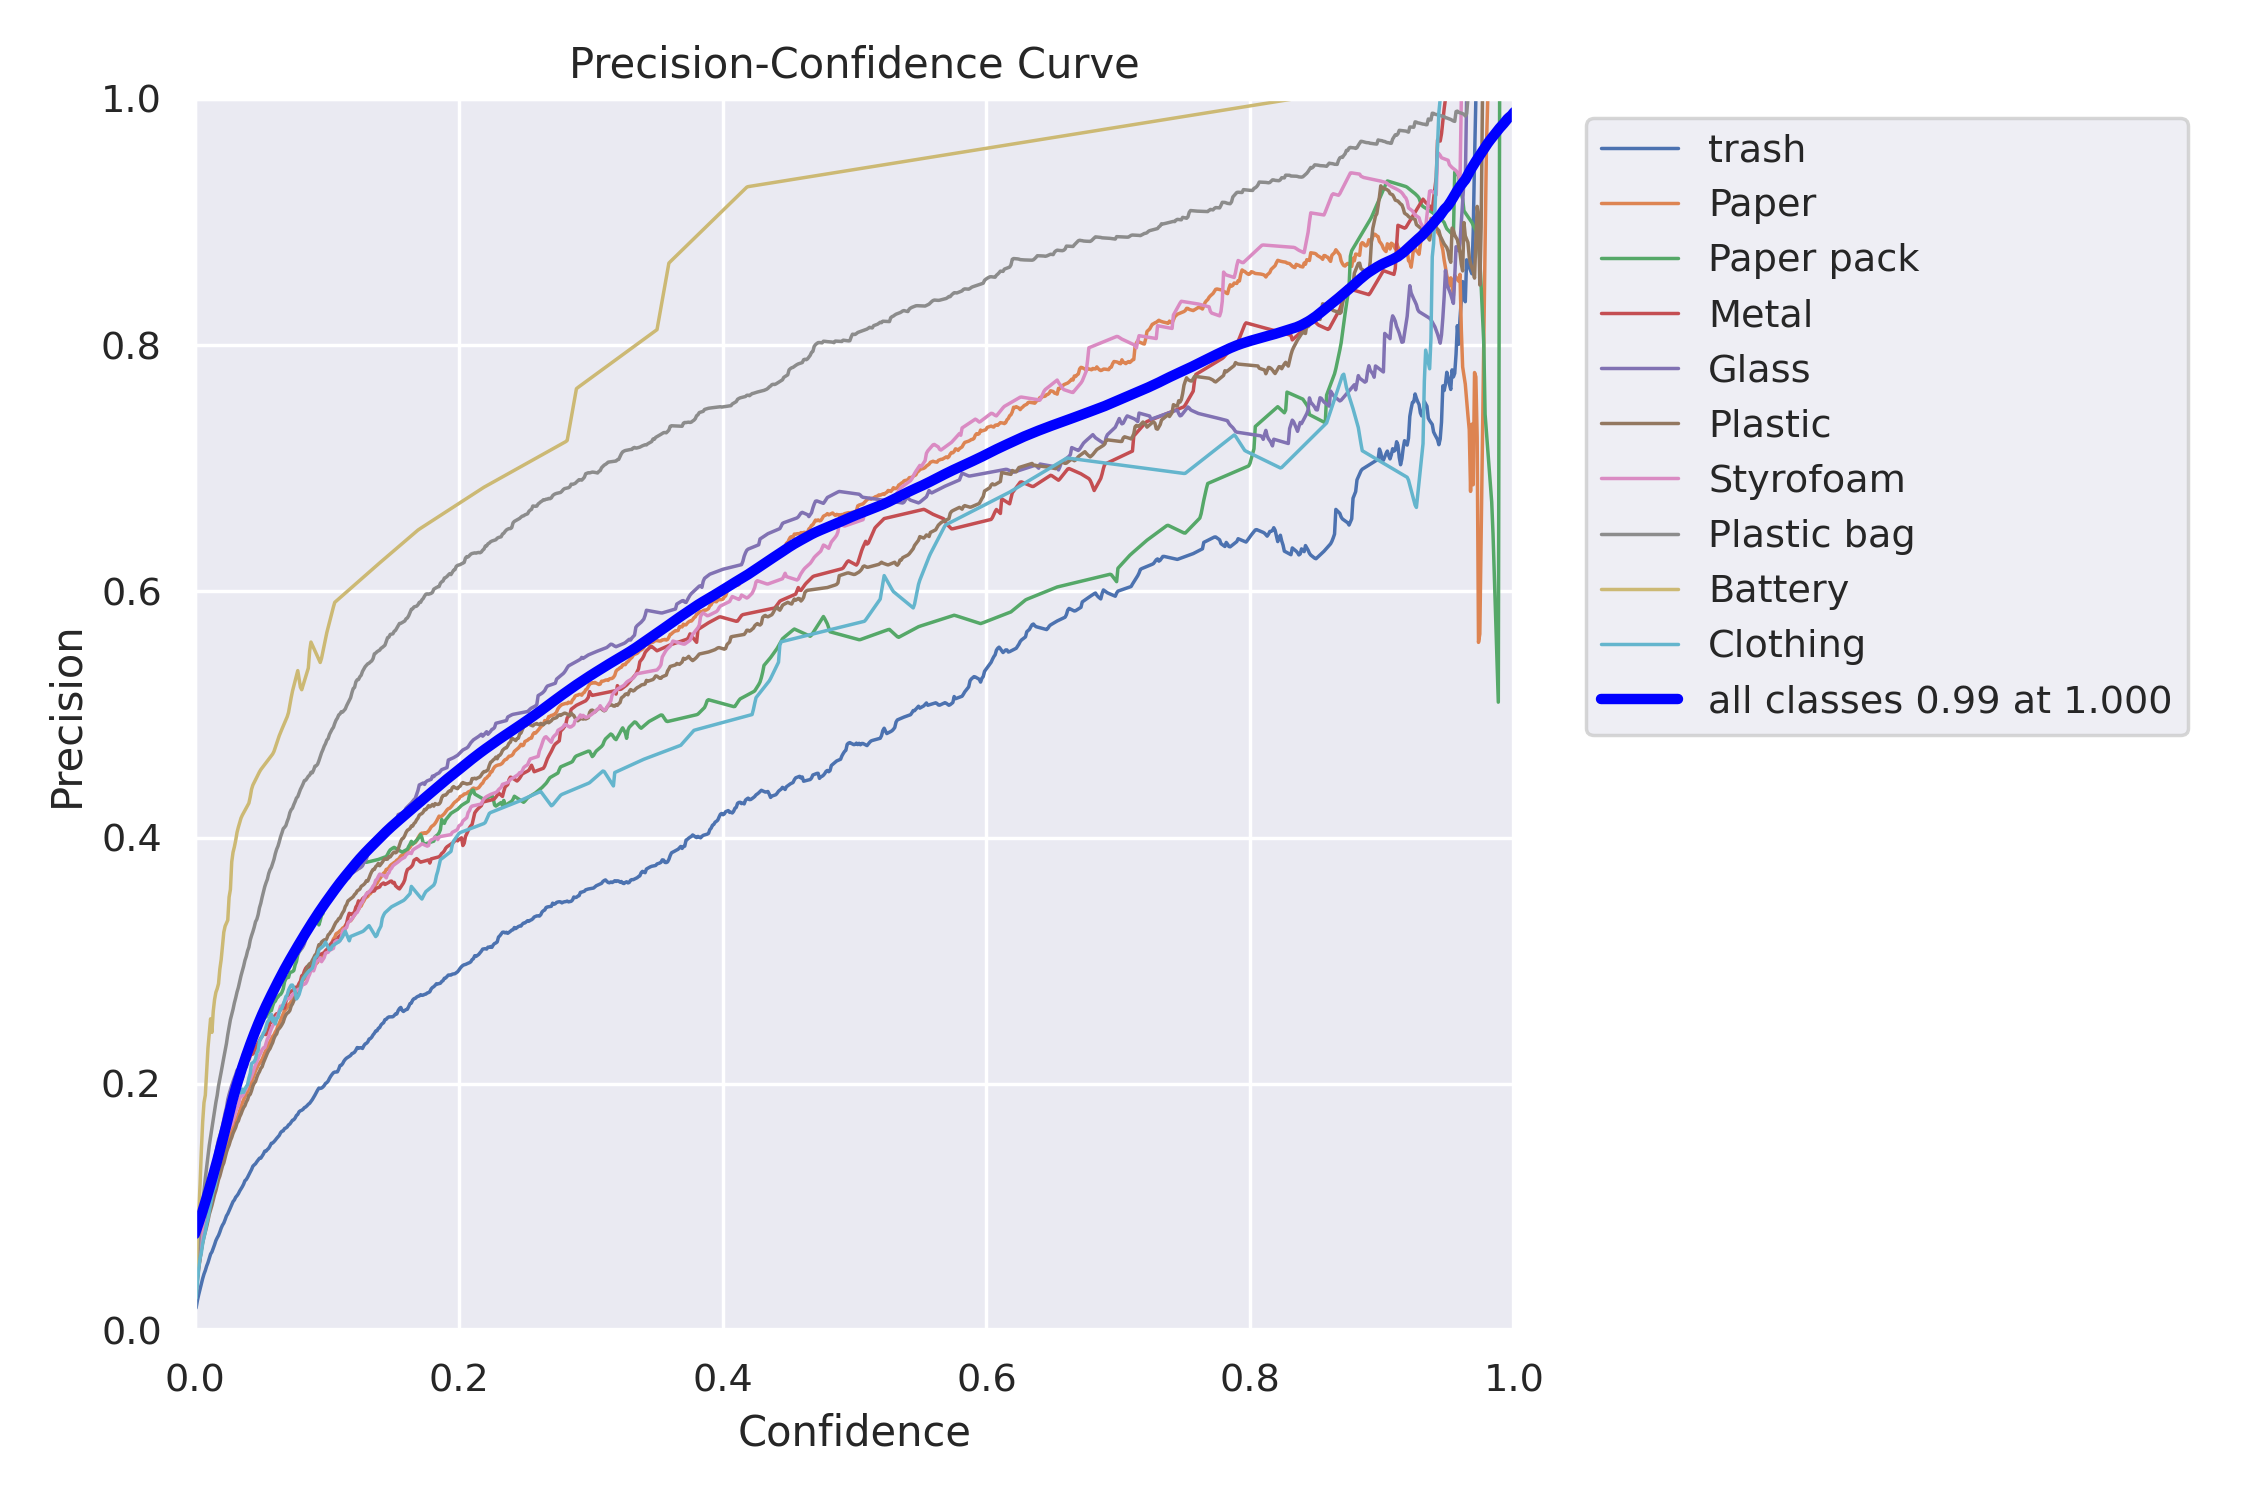 Precision-Confidence Curve
1.0
0.8
0.6
0.4
0.2
0.0
Precision
0.0 0.2 0.4 0.6 0.8 1.0
Confidence
trash
Paper
Paper pack
Metal
Glass
Plastic
Styrofoam
Plastic bag
Battery
Clothing
all classes 0.99 at 1.000